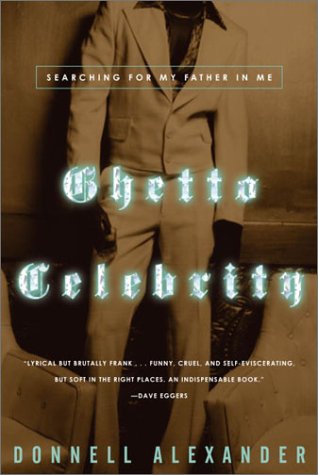 SEARCHING FOR MY FATHER IN ME
Ghetto
Celebrity
"LYRICAL BUT BRUTALLY FRANK . . . FUNNY, CRUEL, AND SELF-EVISCERATING,
BUT SOFT IN THE RIGHT PLACES. AN INDISPENSABLE BOOK."
—DAVE EGGERS
DONNELL ALEXANDER